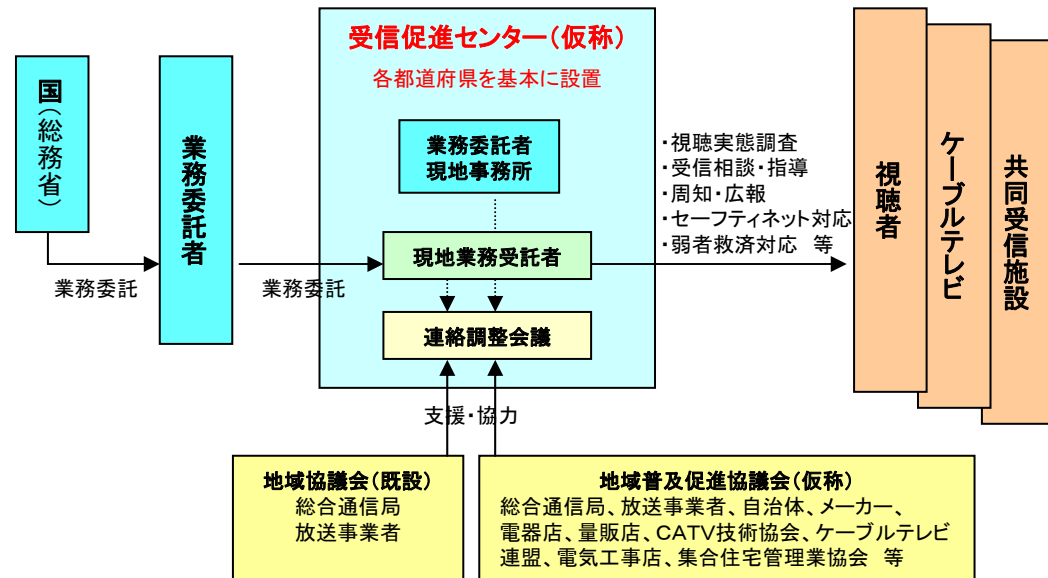 国(総務省)
業務委託
業務委託者
業務委託
受信促進センター(仮称)
各都道府県を基本に設置
業務委託者
現地事務所
現地業務受託者
連絡調整会議
・視聴実態調査
・受信相談・指導
・周知・広報
・セーフティネット対応
・弱者救済対応 等
視聴者
ケーブルテレビ
共同受信施設
支援・協力
地域協議会(既設)
総合通信局
放送事業者
地域普及促進協議会(仮称)
総合通信局、放送事業者、自治体、メーカー、
電器店、量販店、CATV技術協会、ケーブルテレビ
連盟、電気工事店、集合住宅管理業協会 等